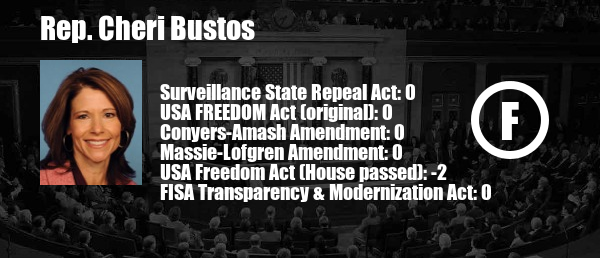 Rep. Cheri Bustos
Surveillance State Repeal Act: 0
USA FREEDOM Act (original): 0
Conyers-Amash Amendment: 0
Massie-Lofgren Amendment: 0
USA Freedom Act (House passed): -2
FISA Transparency & Modernization Act: 0
F